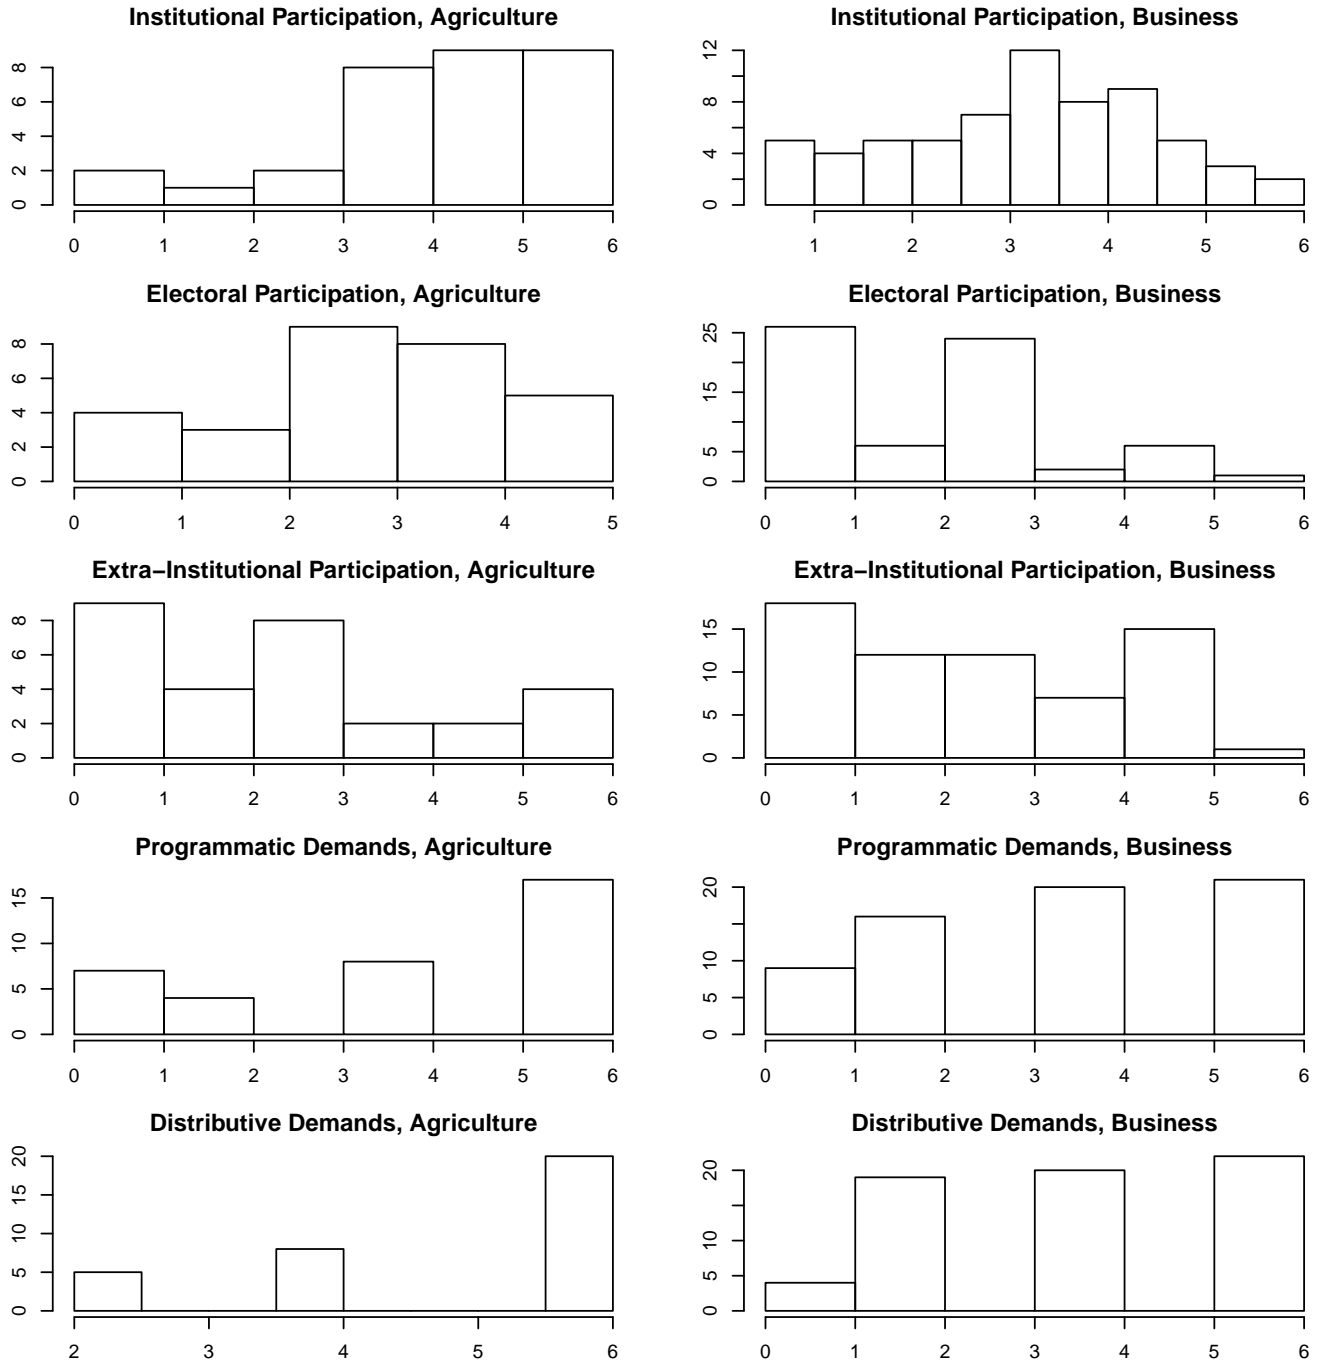 Institutional Participation, Agriculture
0 2 4 6 8
0 1 2 3 4 5 6
Institutional Participation, Business
0 4 8 12
1 2 3 4 5 6
Electoral Participation, Agriculture
0 2 4 6 8
0 1 2 3 4 5
Electoral Participation, Business
0 5 15 25
0 1 2 3 4 5 6
Extra−Institutional Participation, Agriculture
0 2 4 6 8
0 1 2 3 4 5 6
Extra−Institutional Participation, Business
0 5 10 15
0 1 2 3 4 5 6
Programmatic Demands, Agriculture
0 5 10 15
0 1 2 3 4 5 6
Programmatic Demands, Business
0 5 10 20
0 1 2 3 4 5 6
Distributive Demands, Agriculture
0 5 10 15 20
2 3 4 5 6
Distributive Demands, Business
0 5 10 20
0 1 2 3 4 5 6